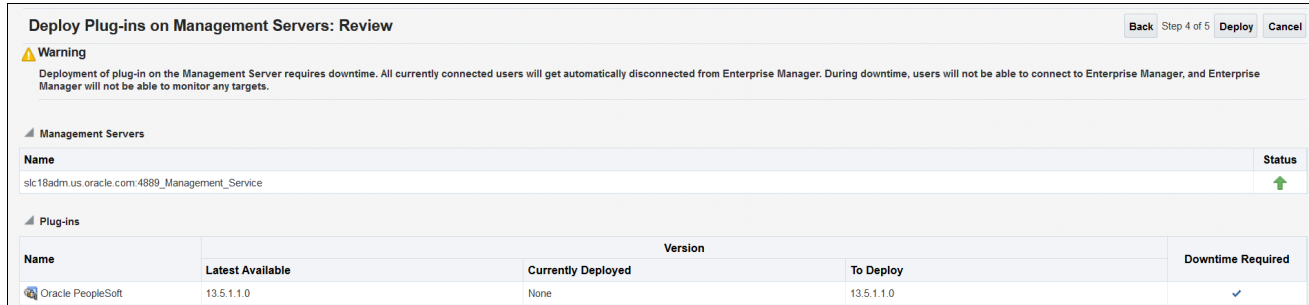 Deploy Plug-ins on Management Servers: Review
Back Step 4 of 5 Deploy Cancel
Warning
Deployment of plug-in on the Management Server requires downtime. All currently connected users will get automatically disconnected from Enterprise Manager. During downtime, users will not be able to connect to Enterprise Manager, and Enterprise
Manager will not be able to monitor any targets.
Management Servers
Name Status
slc18adm.us.oracle.com:4889_Management_Service
Plug-ins
Name Version Downtime Required
Latest Available Currently Deployed To Deploy
Oracle PeopleSoft 13.5.1.1.0 None 13.5.1.1.0